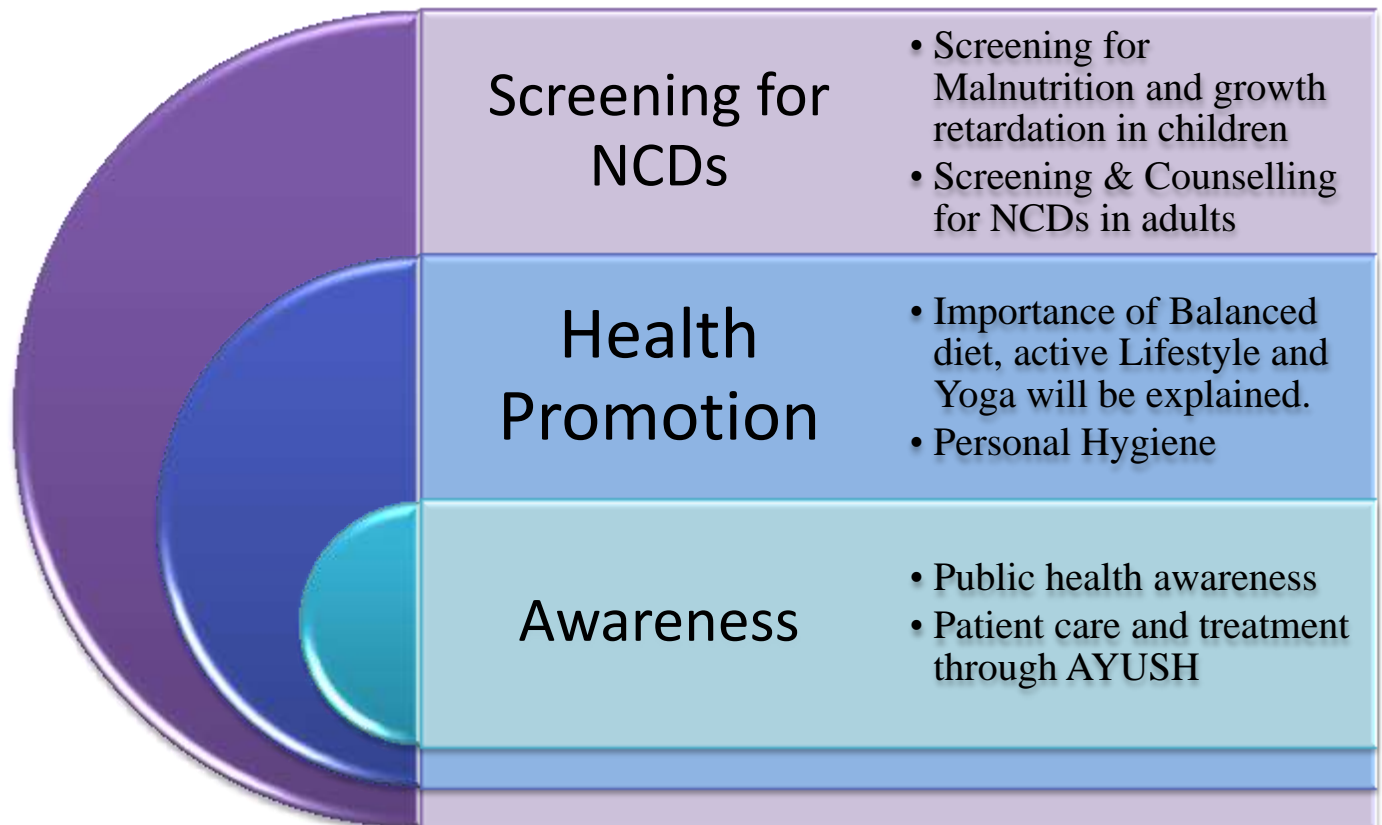 Screening for
NCDs
• Screening for
Malnutrition and growth
retardation in children
• Screening & Counselling
for NCDs in adults
Health
Promotion
• Importance of Balanced
diet, active Lifestyle and
Yoga will be explained.
• Personal Hygiene
Awareness
• Public health awareness
• Patient care and treatment
through AYUSH